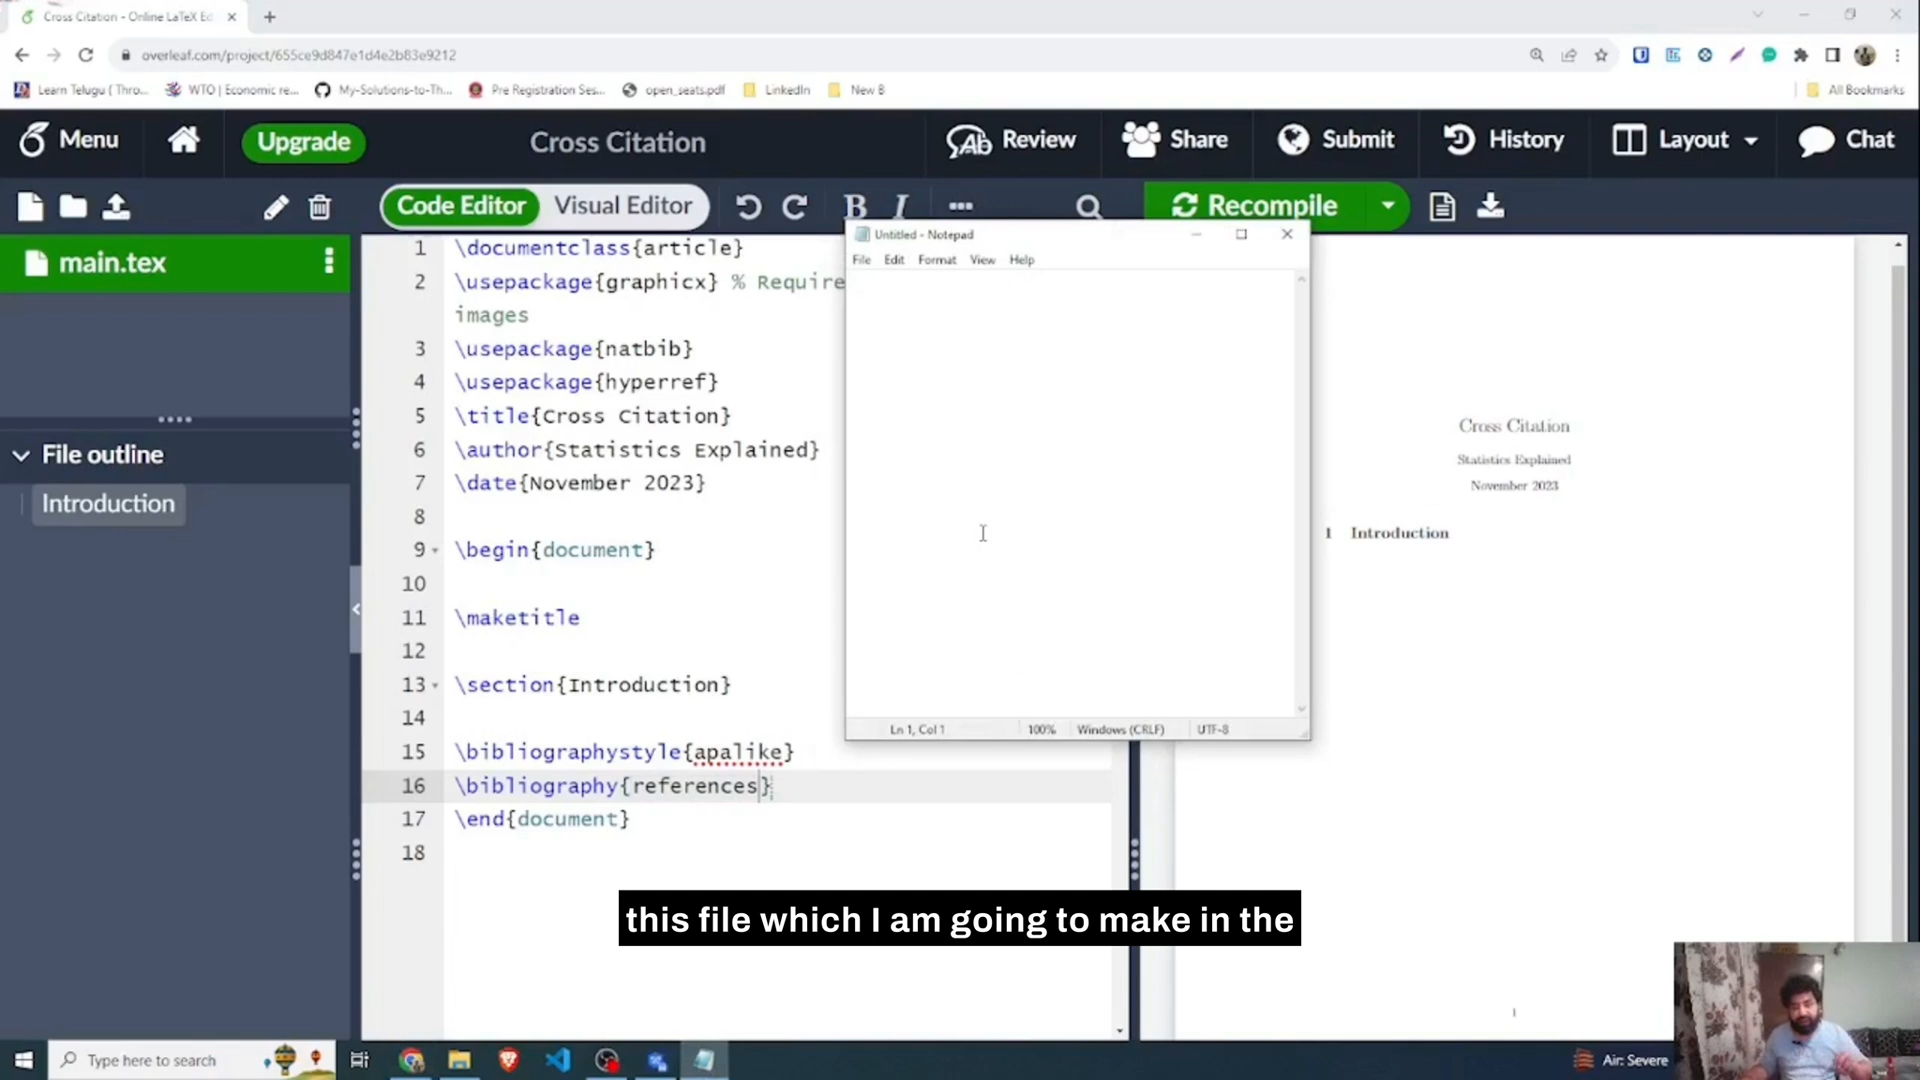 Cross Citation - Online LaTeX Ed
overleaf.com/project/655ce9d847e1d4e2b83e9212
Learn Telugu ( Thro...
WTO | Economic re...
My-Solutions-to-Th...
Pre Registration Ses...
open_seats.pdf
LinkedIn
New B
All Bookmarks
Menu
Upgrade
Cross Citation
Review
Share
Submit
History
Layout
Chat
Code Editor
Visual Editor
B I
Recompile
main.tex
File outline
Introduction
1 \documentclass{article}
2 \usepackage{graphicx} % Require
images
3 \usepackage{natbib}
4 \usepackage{hyperref}
5 \title{Cross Citation}
6 \author{Statistics Explained}
7 \date{November 2023}
8
9 \begin{document}
10
11 \maketitle
12
13 \section{Introduction}
14
15 \bibliographystyle{apalike}
16 \bibliography{references}
17 \end{document}
18
Untitled - Notepad
File Edit Format View Help
Ln 1, Col 1 100% Windows (CRLF) UTF-8
Cross Citation
Statistics Explained
November 2023
1 Introduction
1
this file which I am going to make in the
Type here to search
Air: Severe